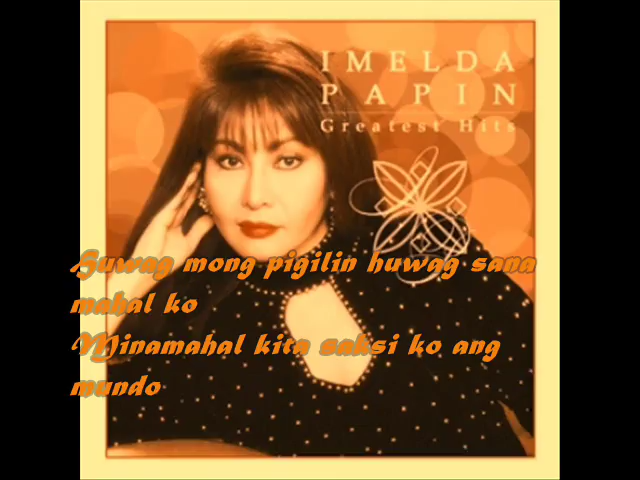 IMELDA
PAPIN
Greatest Hits
Huwag mong pigilin huwag sana
mahal ko
Minamahal kita saksi ko ang
mundo